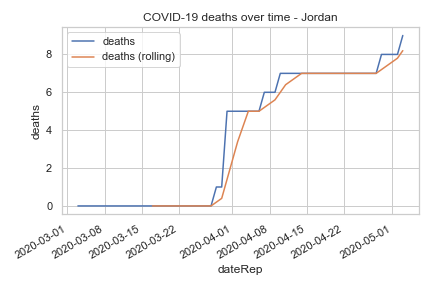 COVID-19 deaths over time - Jordan
deaths
deaths (rolling)
8
6
4
2
0
deaths
2020-03-01
2020-03-08
2020-03-15
2020-03-22
2020-04-01
2020-04-08
2020-04-15
2020-04-22
2020-05-01
dateRep